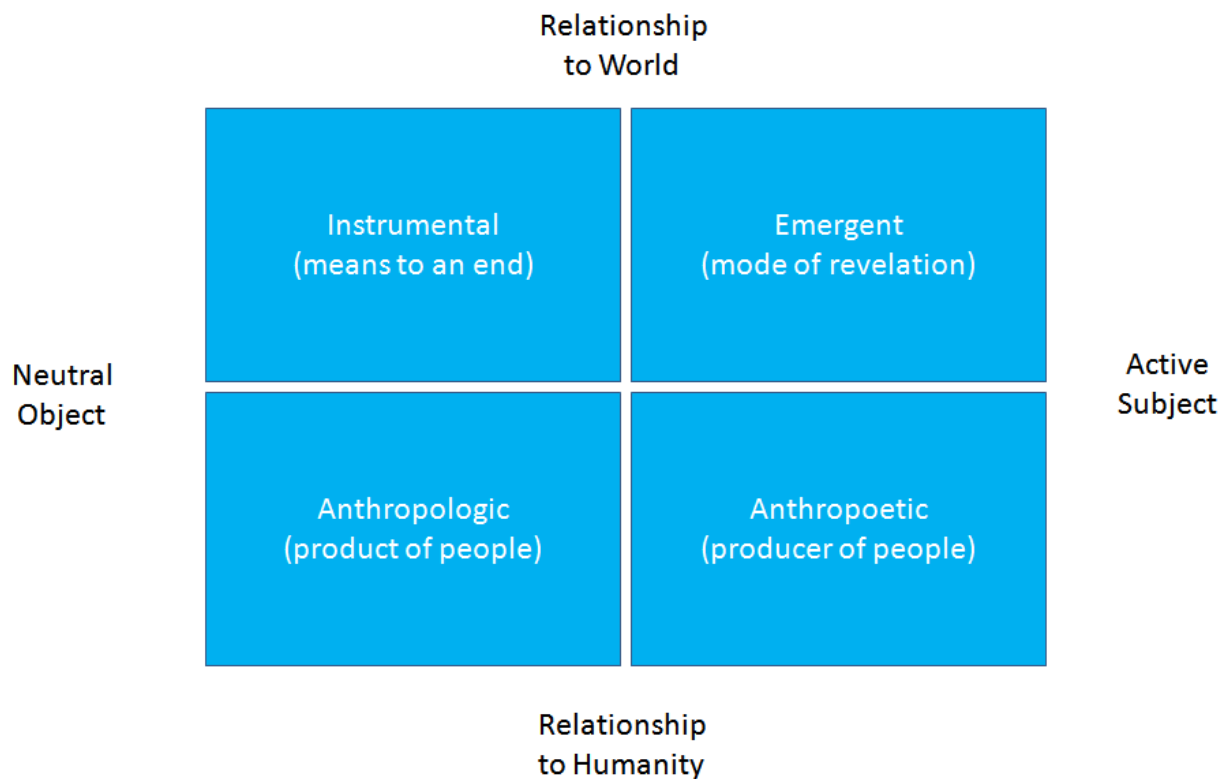 Relationship
to World
Instrumental
(means to an end)
Emergent
(mode of revelation)
Neutral
Object
Active
Subject
Anthropologic
(product of people)
Anthropoetic
(producer of people)
Relationship
to Humanity